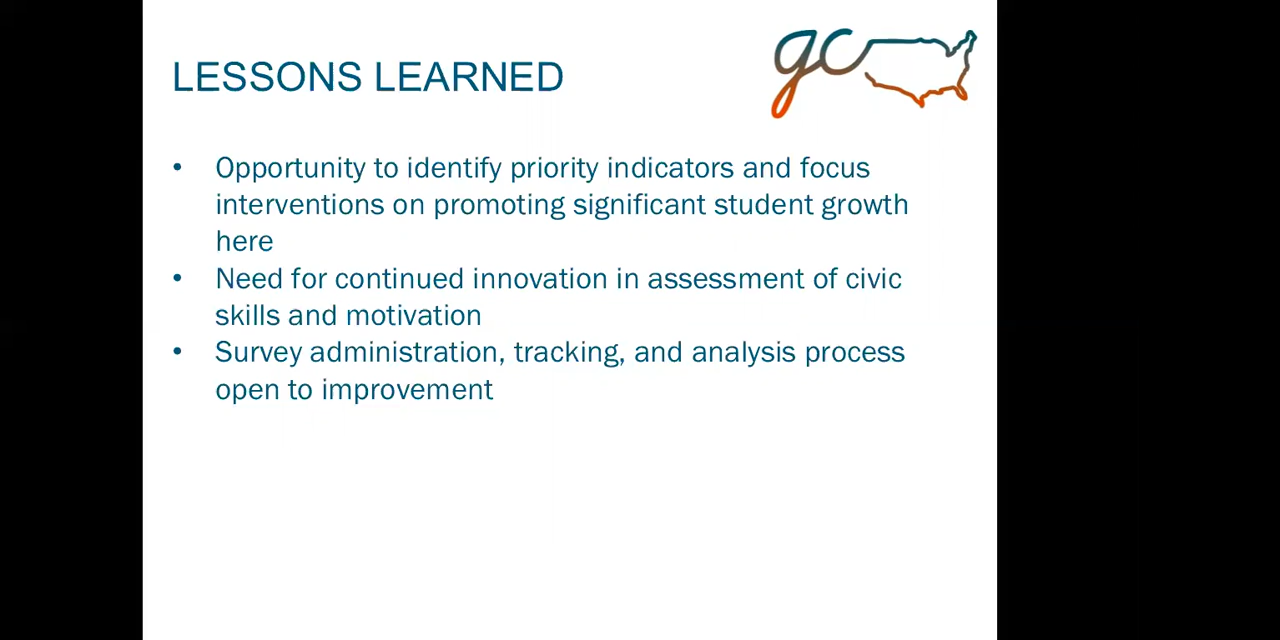 gc
LESSONS LEARNED
• Opportunity to identify priority indicators and focus
interventions on promoting significant student growth
here
• Need for continued innovation in assessment of civic
skills and motivation
• Survey administration, tracking, and analysis process
open to improvement